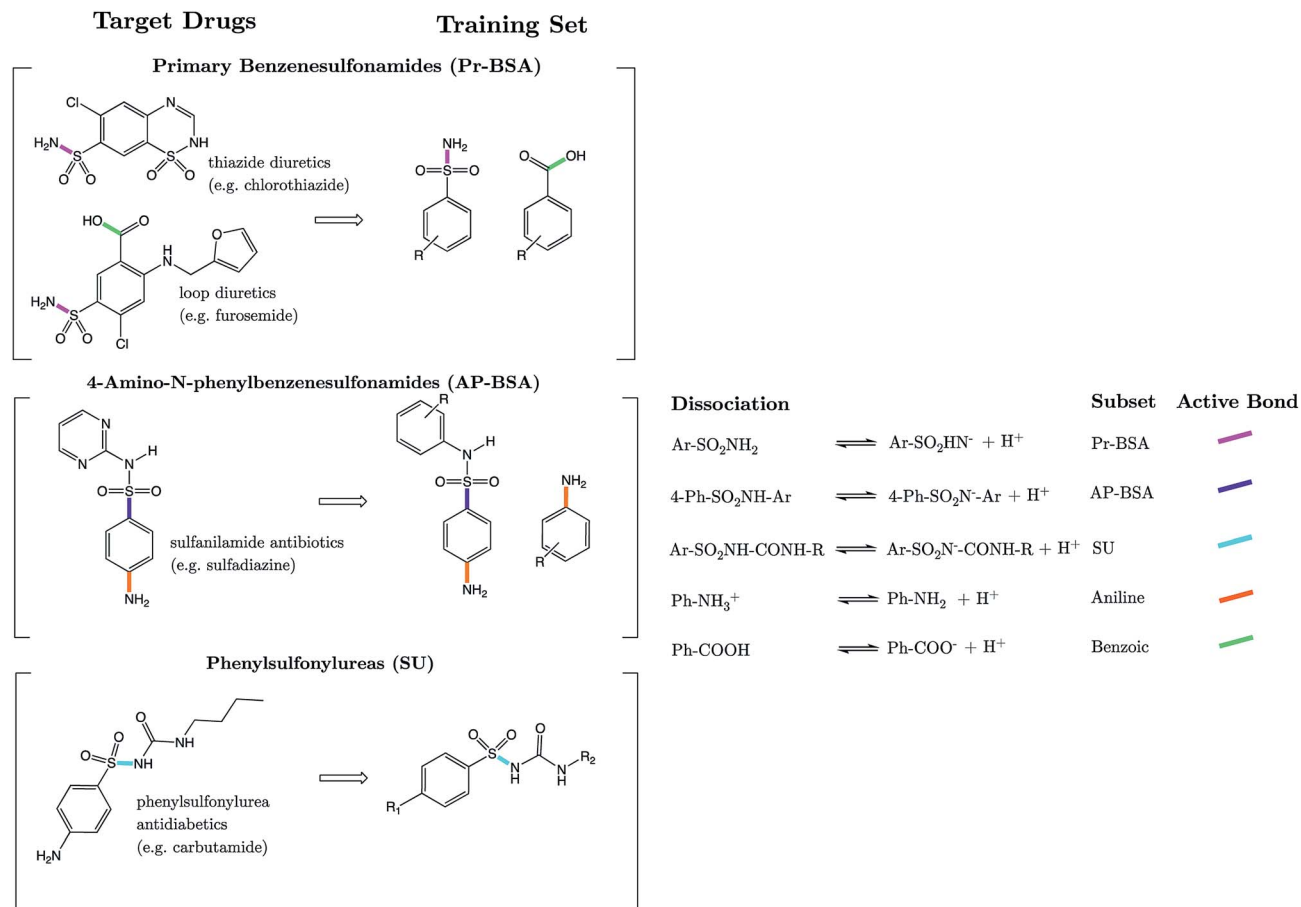 Target Drugs
Training Set
Primary Benzenesulfonamides (Pr-BSA)
Cl
N
H₂N
S
NH
S
O O
O O
thiazide diuretics
(e.g. chlorothiazide)
NH₂
O=S=O
R
O
OH
R
HO
O
H
N
O
H₂N
S
O O
Cl
loop diuretics
(e.g. furosemide)
4-Amino-N-phenylbenzenesulfonamides (AP-BSA)
N
N
N
H
O=S=O
NH₂
sulfanilamide antibiotics
(e.g. sulfadiazine)
R
N
H
O=S=O
NH₂
NH₂
R
Phenylsulfonylureas (SU)
O
O
O
S
NH
NH
H₂N
phenylsulfonylurea
antidiabetics
(e.g. carbutamide)
O O
S
O
N
H
N
H
R₂
R₁
Dissociation Subset Active Bond
Ar-SO₂NH₂ ⇌ Ar-SO₂HN⁻ + H⁺ Pr-BSA
4-Ph-SO₂NH-Ar ⇌ 4-Ph-SO₂N⁻-Ar + H⁺ AP-BSA
Ar-SO₂NH-CONH-R ⇌ Ar-SO₂N⁻-CONH-R + H⁺ SU
Ph-NH₃⁺ ⇌ Ph-NH₂ + H⁺ Aniline
Ph-COOH ⇌ Ph-COO⁻ + H⁺ Benzoic